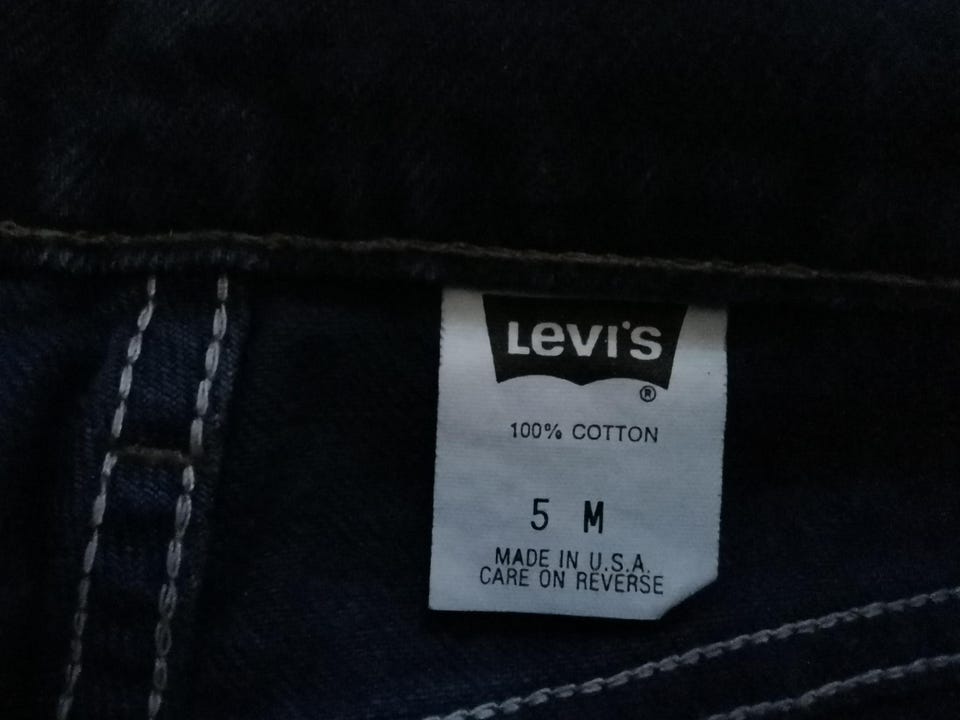 Levi's
®
100% COTTON
5 M
MADE IN U.S.A.
CARE ON REVERSE